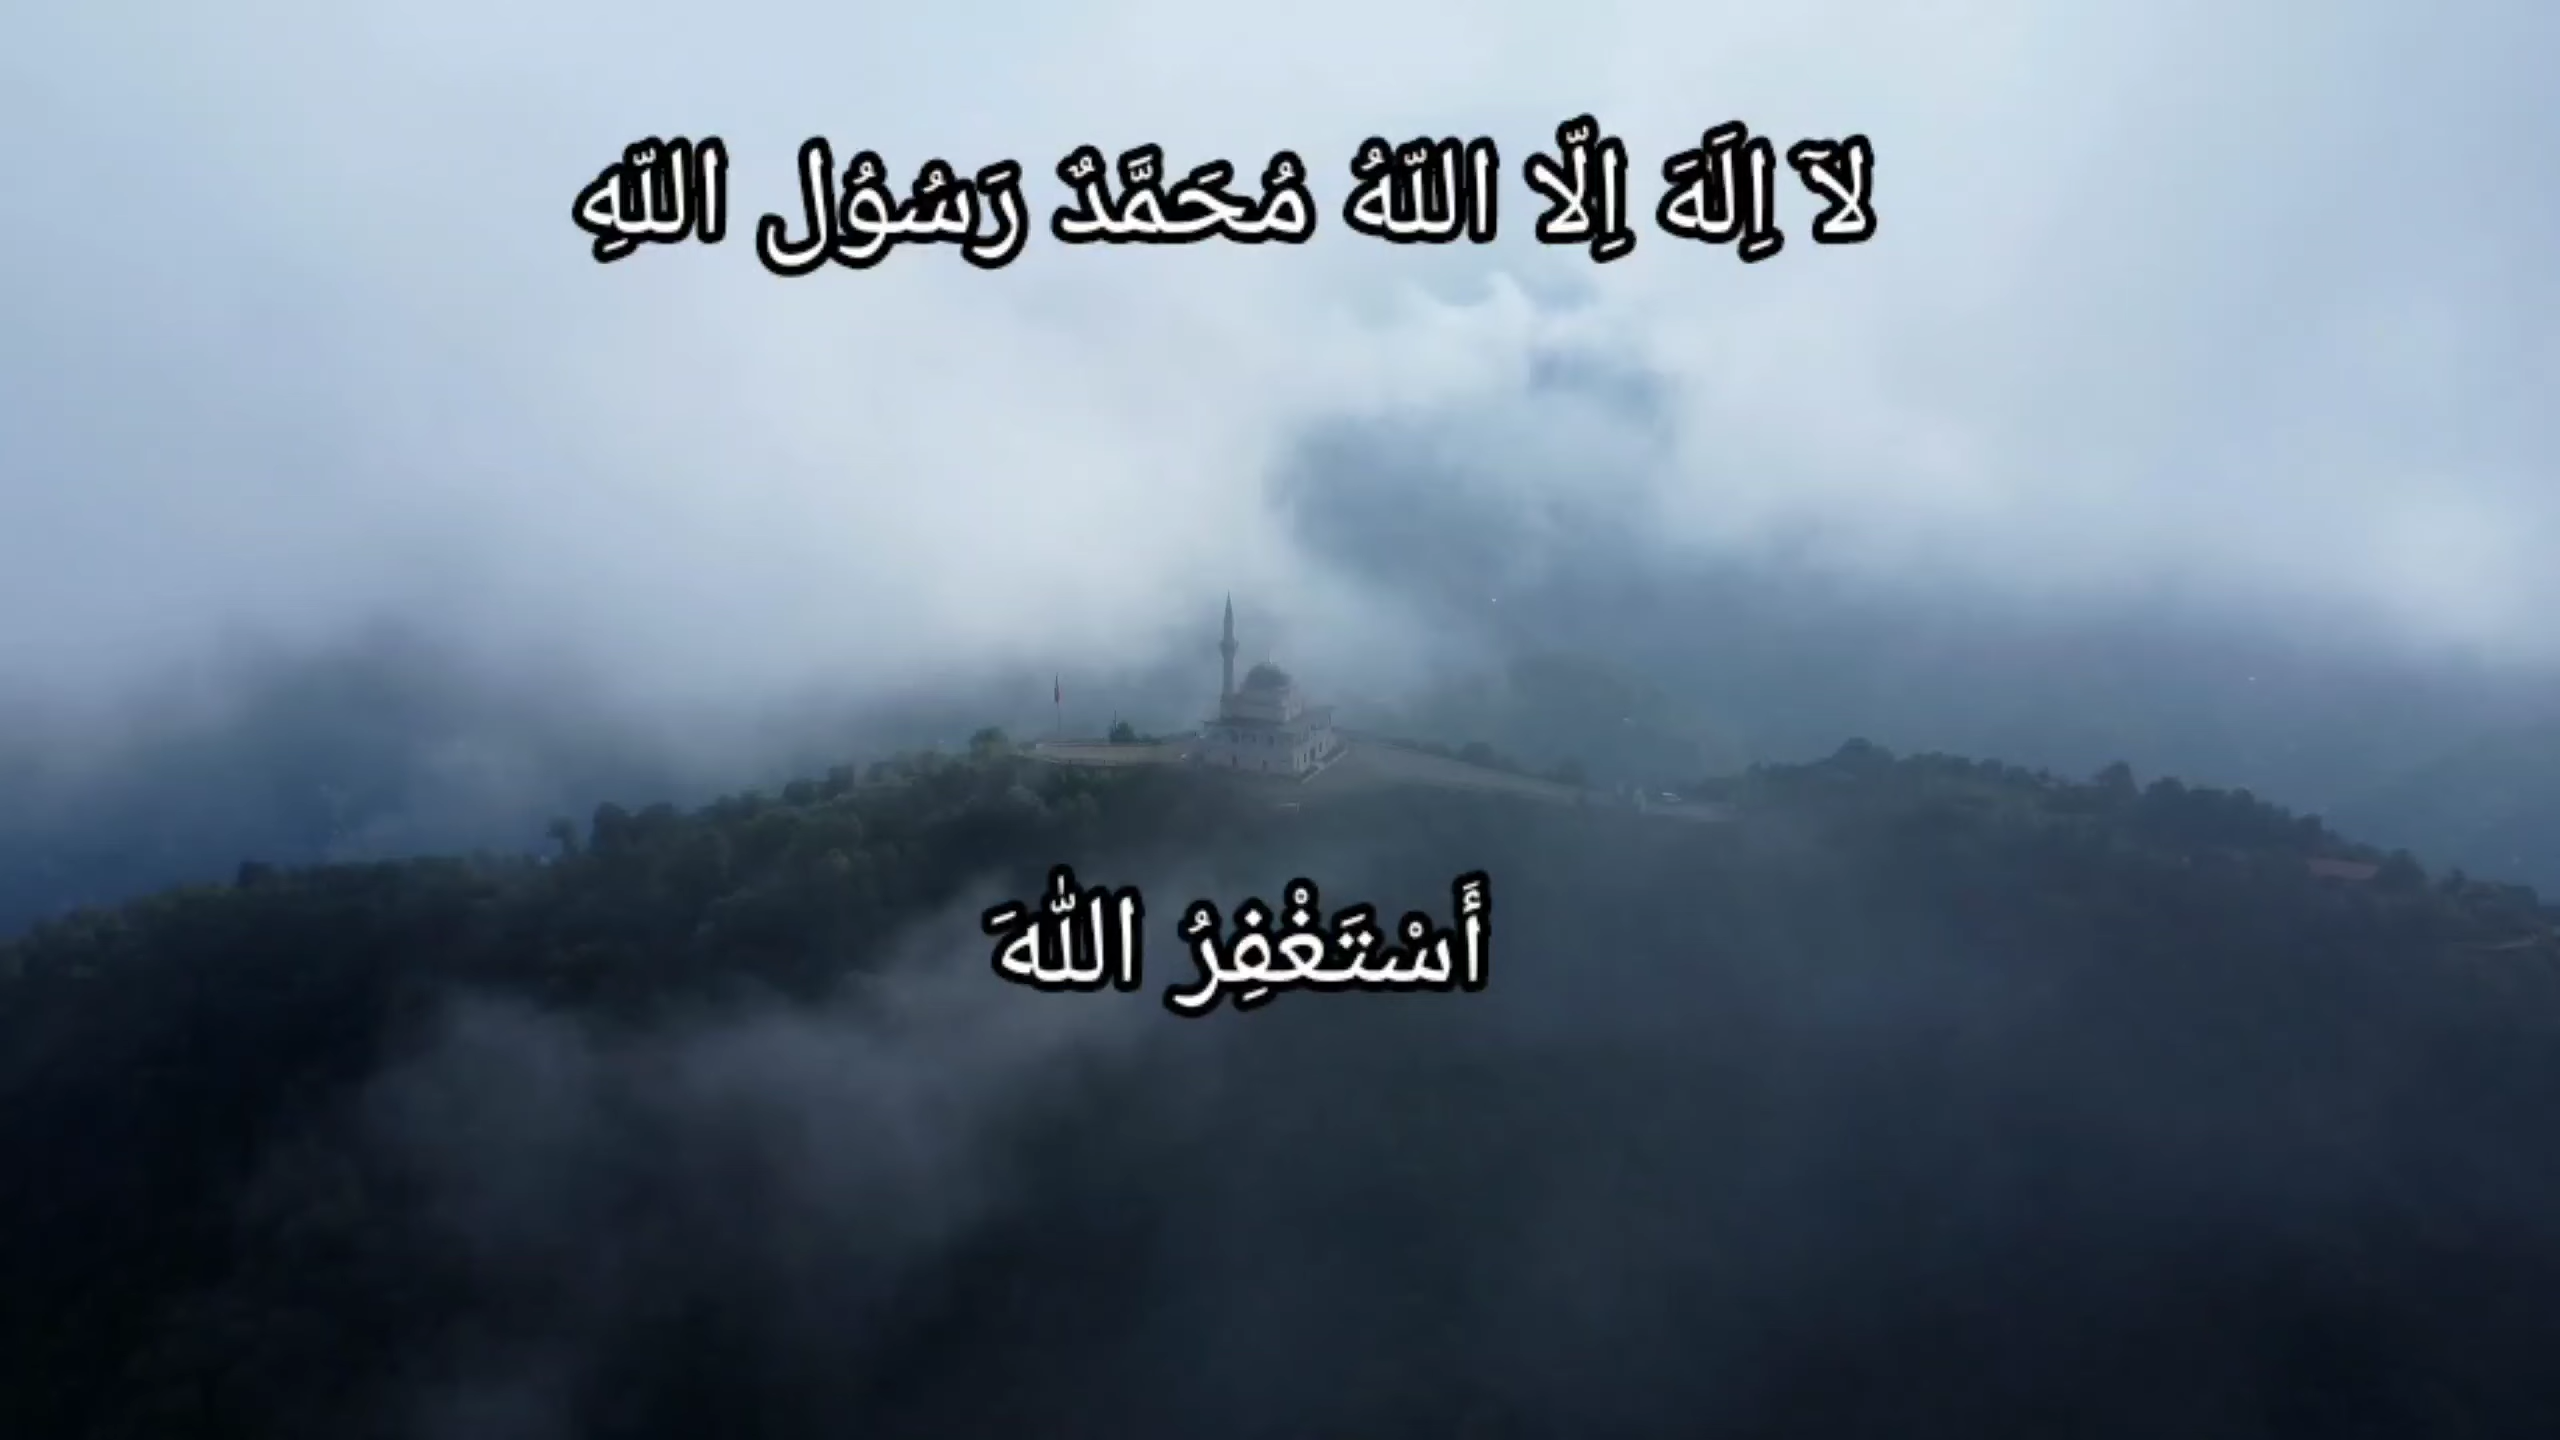 لآ اِلَهَ اِلّا اللّهُ مُحَمَّدٌ رَسُوُل اللّهِ
أَسْتَغْفِرُ اللّٰهَ